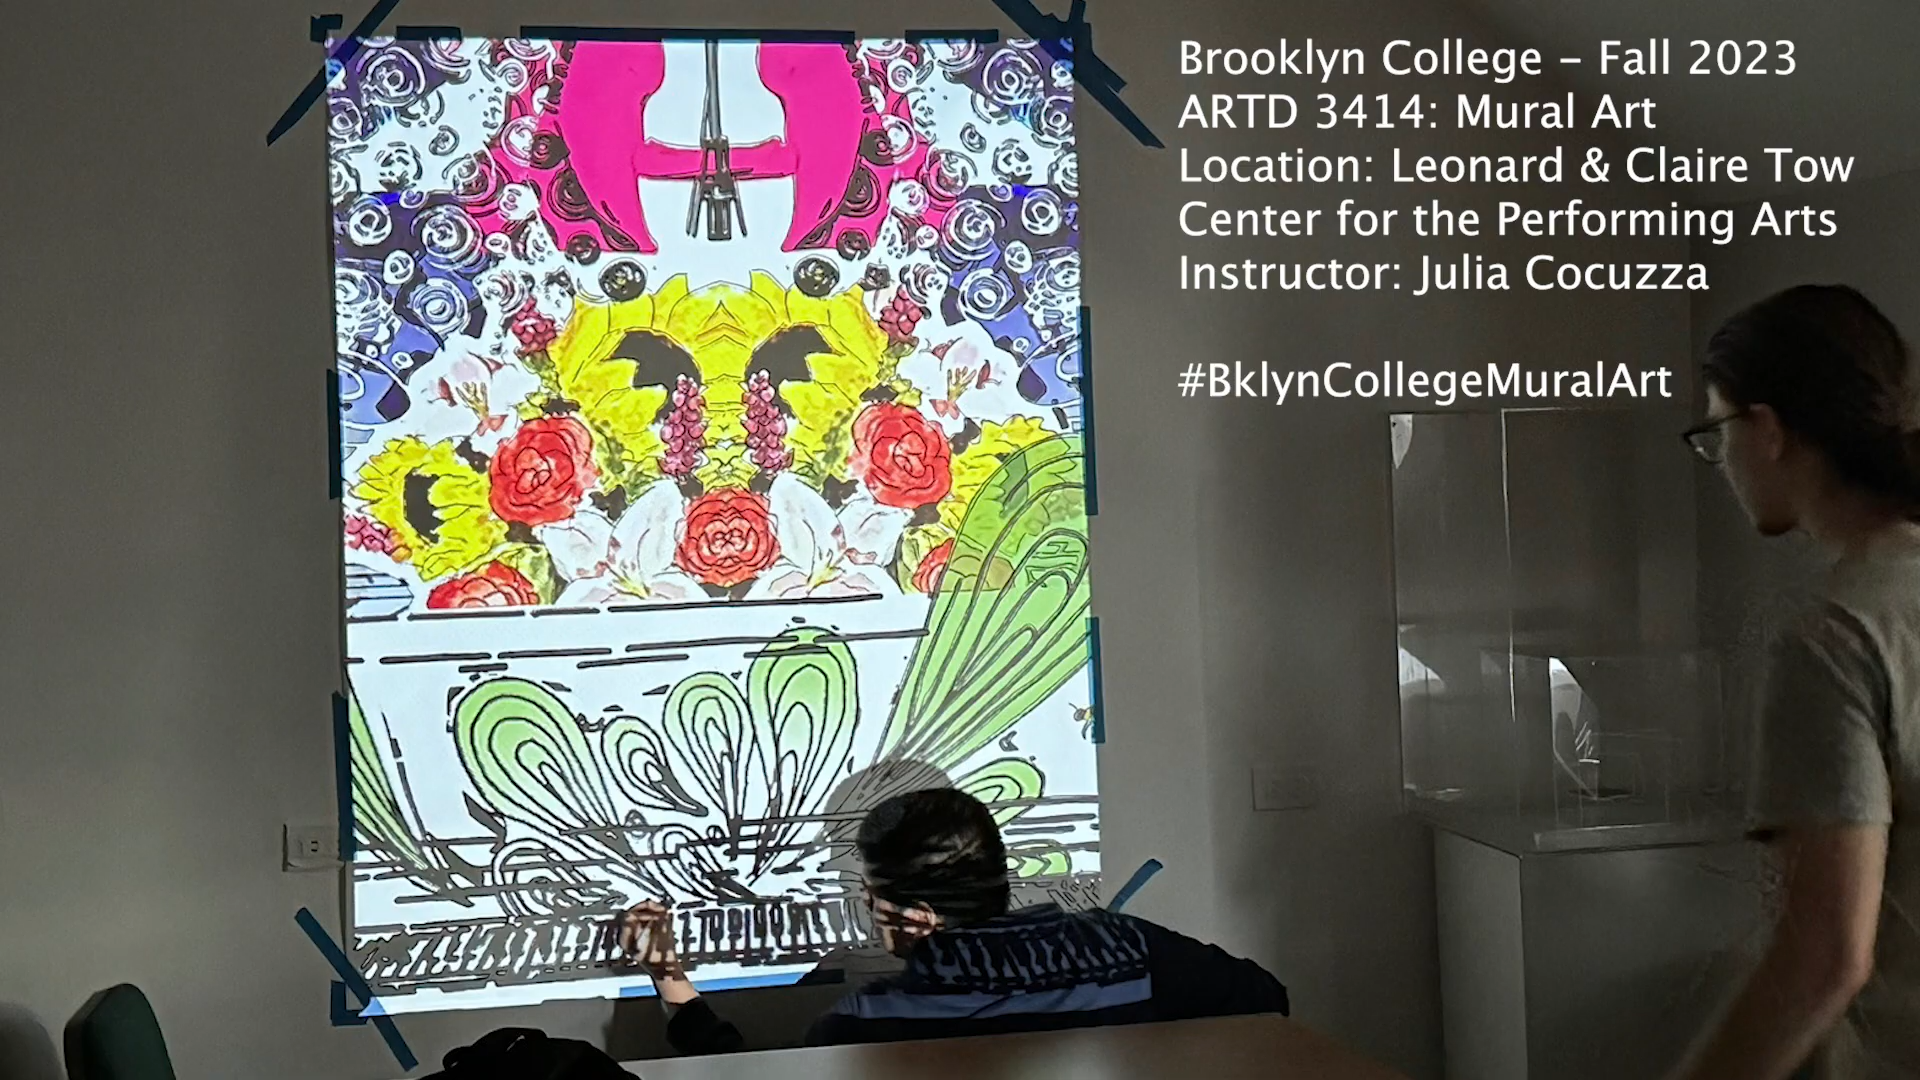 Brooklyn College – Fall 2023
ARTD 3414: Mural Art
Location: Leonard & Claire Tow
Center for the Performing Arts
Instructor: Julia Cocuzza
#BklynCollegeMuralArt